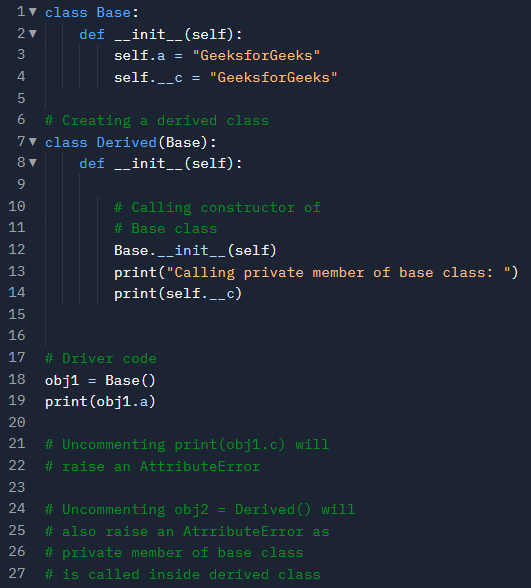 1 class Base:
2     def __init__(self):
3         self.a = "GeeksforGeeks"
4         self.__c = "GeeksforGeeks"
5
6 # Creating a derived class
7 class Derived(Base):
8     def __init__(self):
9
10         # Calling constructor of
11         # Base class
12         Base.__init__(self)
13         print("Calling private member of base class: ")
14         print(self.__c)
15
16
17 # Driver code
18 obj1 = Base()
19 print(obj1.a)
20
21 # Uncommenting print(obj1.c) will
22 # raise an AttributeError
23
24 # Uncommenting obj2 = Derived() will
25 # also raise an AtrributeError as
26 # private member of base class
27 # is called inside derived class